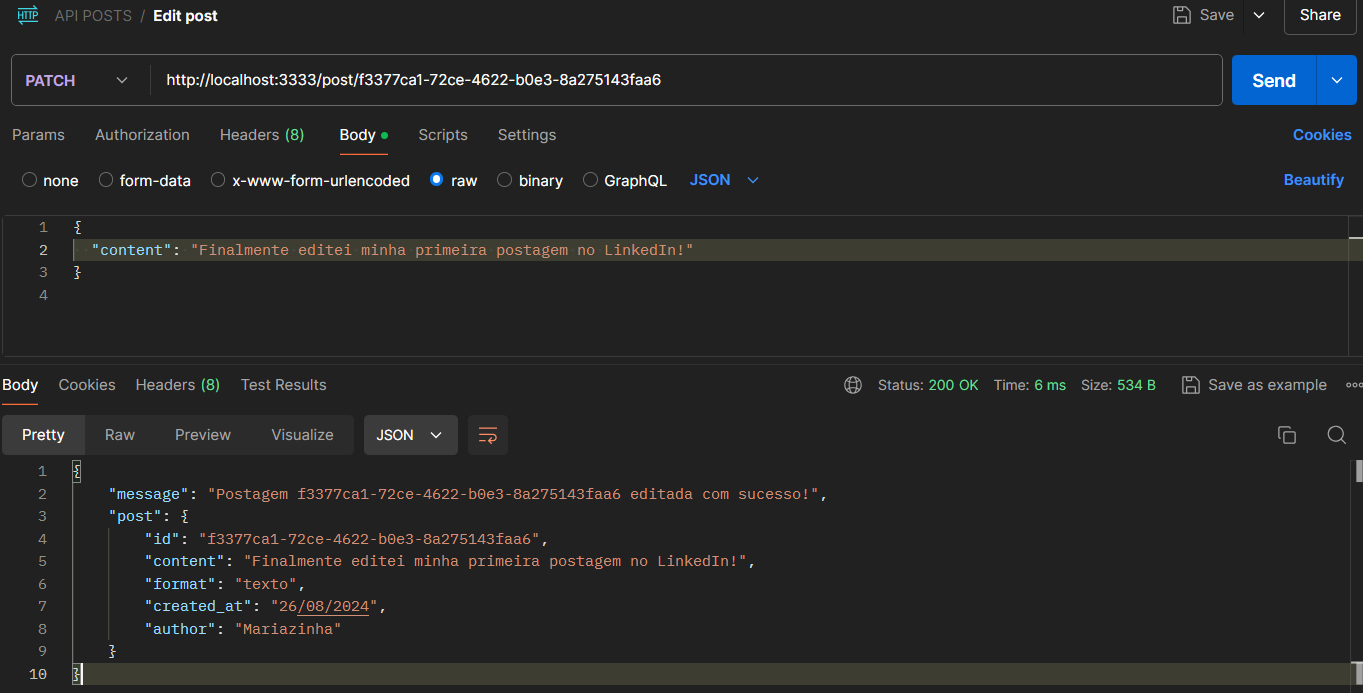 HTTP API POSTS / Edit post Save Share
PATCH http://localhost:3333/post/f3377ca1-72ce-4622-b0e3-8a275143faa6 Send
Params Authorization Headers (8) Body Scripts Settings Cookies
none form-data x-www-form-urlencoded raw binary GraphQL JSON Beautify
1 {
2 "content": "Finalmente editei minha primeira postagem no LinkedIn!"
3 }
4
Body Cookies Headers (8) Test Results Status: 200 OK Time: 6 ms Size: 534 B Save as example
Pretty Raw Preview Visualize JSON
1 {
2 "message": "Postagem f3377ca1-72ce-4622-b0e3-8a275143faa6 editada com sucesso!",
3 "post": {
4 "id": "f3377ca1-72ce-4622-b0e3-8a275143faa6",
5 "content": "Finalmente editei minha primeira postagem no LinkedIn!",
6 "format": "texto",
7 "created_at": "26/08/2024",
8 "author": "Mariazinha"
9 }
10 }